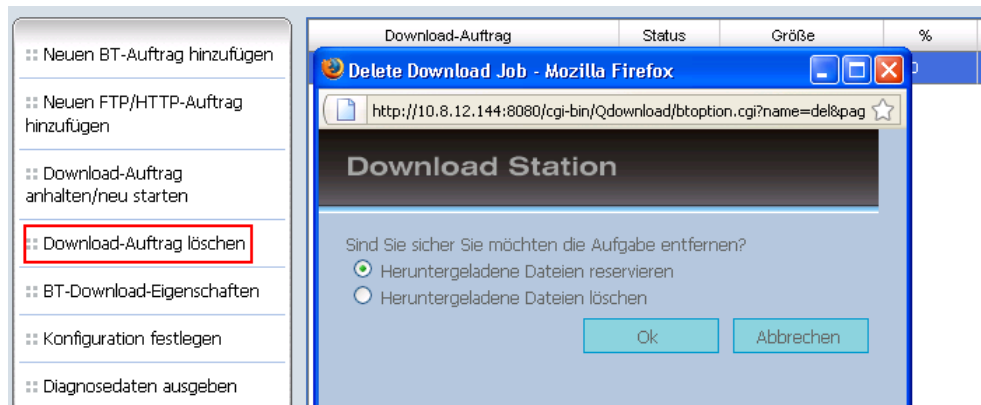 Neuen BT-Auftrag hinzufügen
Neuen FTP/HTTP-Auftrag
hinzufügen
Download-Auftrag
anhalten/neu starten
Download-Auftrag löschen
BT-Download-Eigenschaften
Konfiguration festlegen
Diagnosedaten ausgeben
Download-Auftrag Status Größe %
Delete Download Job - Mozilla Firefox
http://10.8.12.144:8080/cgi-bin/Qdownload/btoption.cgi?name=del&pag
Download Station
Sind Sie sicher Sie möchten die Aufgabe entfernen?
Heruntergeladene Dateien reservieren
Heruntergeladene Dateien löschen
Ok Abbrechen